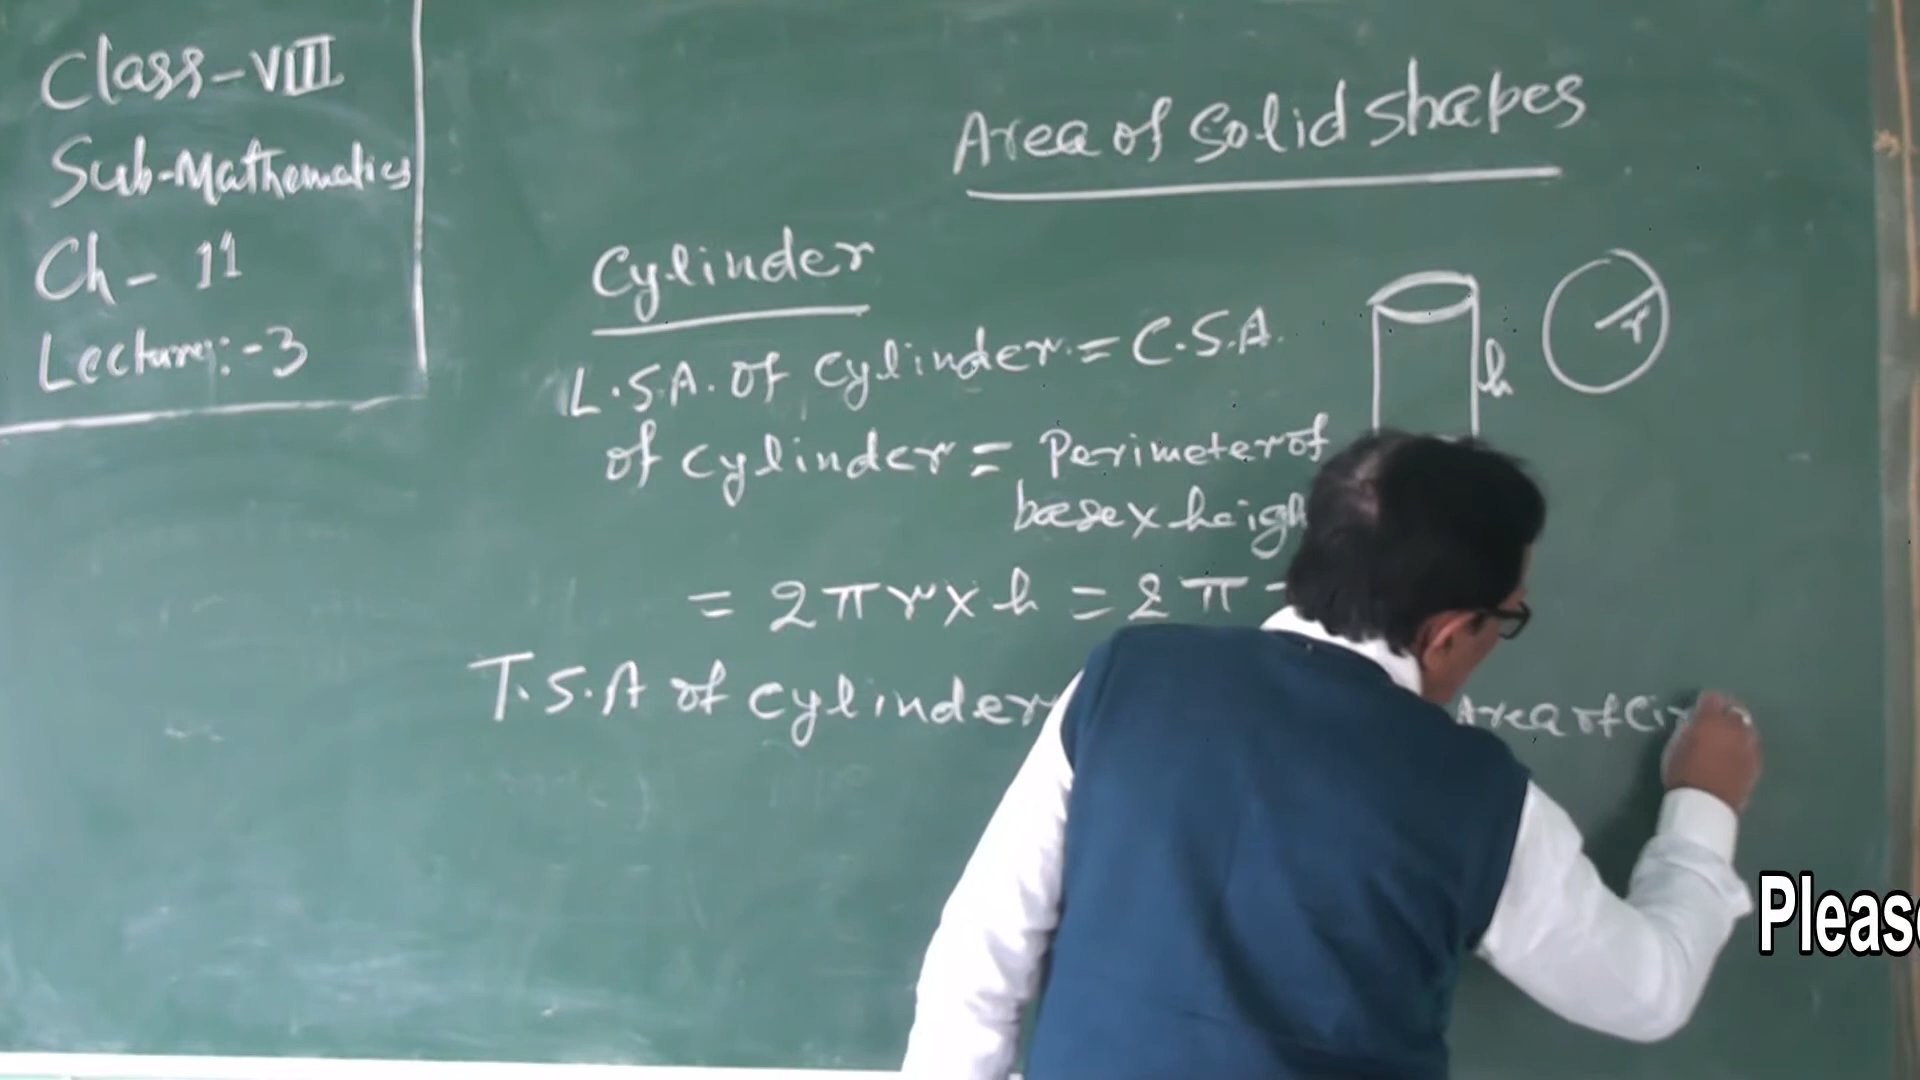 Class-VIII
Sub-Mathematics
Ch- 11
Lecture:-3
Area of Solid Shapes
Cylinder
L.S.A. of Cylinder = C.S.A.
of cylinder = Perimeter of
base x heigh
= 2πr x h = 2π
T.S.A of cylinder
Area of Cir
h
r
Please